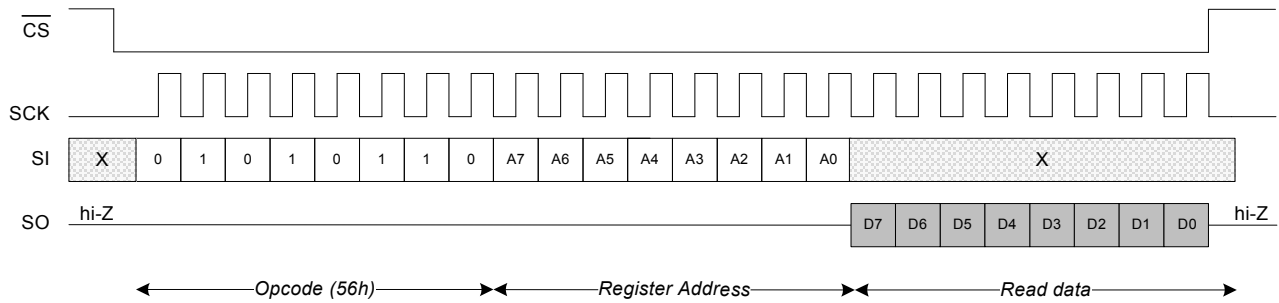 CS
SCK
SI X 0 1 0 1 0 1 1 0 A7 A6 A5 A4 A3 A2 A1 A0 X
SO hi-Z D7 D6 D5 D4 D3 D2 D1 D0 hi-Z
Opcode (56h) Register Address Read data